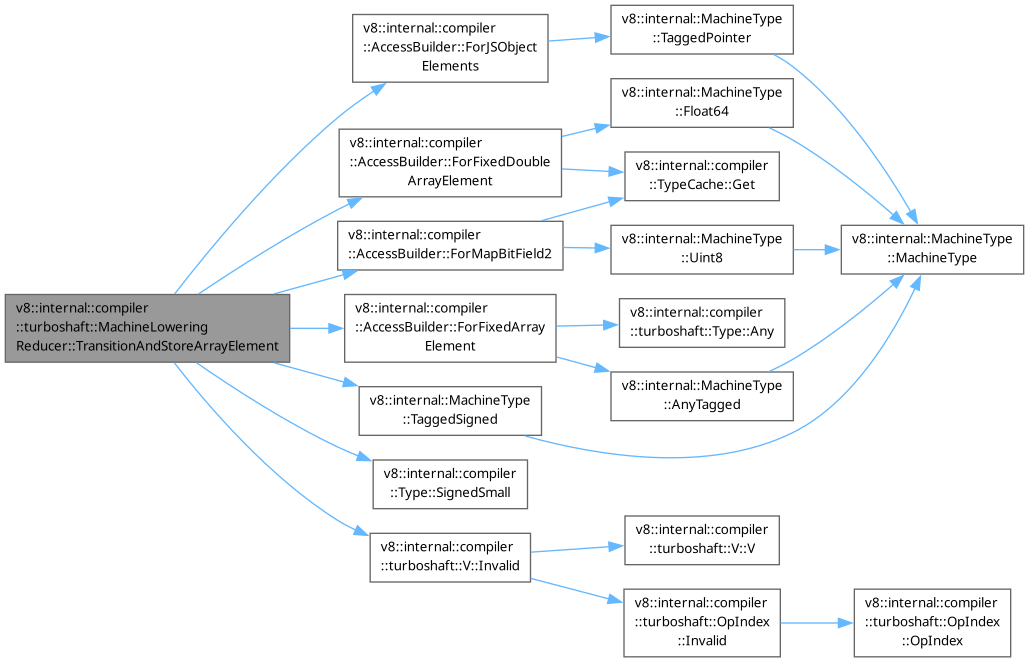 v8::internal::compiler
::turboshaft::MachineLowering
Reducer::TransitionAndStoreArrayElement
v8::internal::compiler
::AccessBuilder::ForJSObject
Elements
v8::internal::MachineType
::TaggedPointer
v8::internal::MachineType
::MachineType
v8::internal::compiler
::AccessBuilder::ForFixedDouble
ArrayElement
v8::internal::MachineType
::Float64
v8::internal::compiler
::TypeCache::Get
v8::internal::compiler
::AccessBuilder::ForMapBitField2
v8::internal::MachineType
::Uint8
v8::internal::compiler
::AccessBuilder::ForFixedArray
Element
v8::internal::compiler
::turboshaft::Type::Any
v8::internal::MachineType
::AnyTagged
v8::internal::MachineType
::TaggedSigned
v8::internal::compiler
::Type::SignedSmall
v8::internal::compiler
::turboshaft::V::Invalid
v8::internal::compiler
::turboshaft::V::V
v8::internal::compiler
::turboshaft::OpIndex
::Invalid
v8::internal::compiler
::turboshaft::OpIndex
::OpIndex